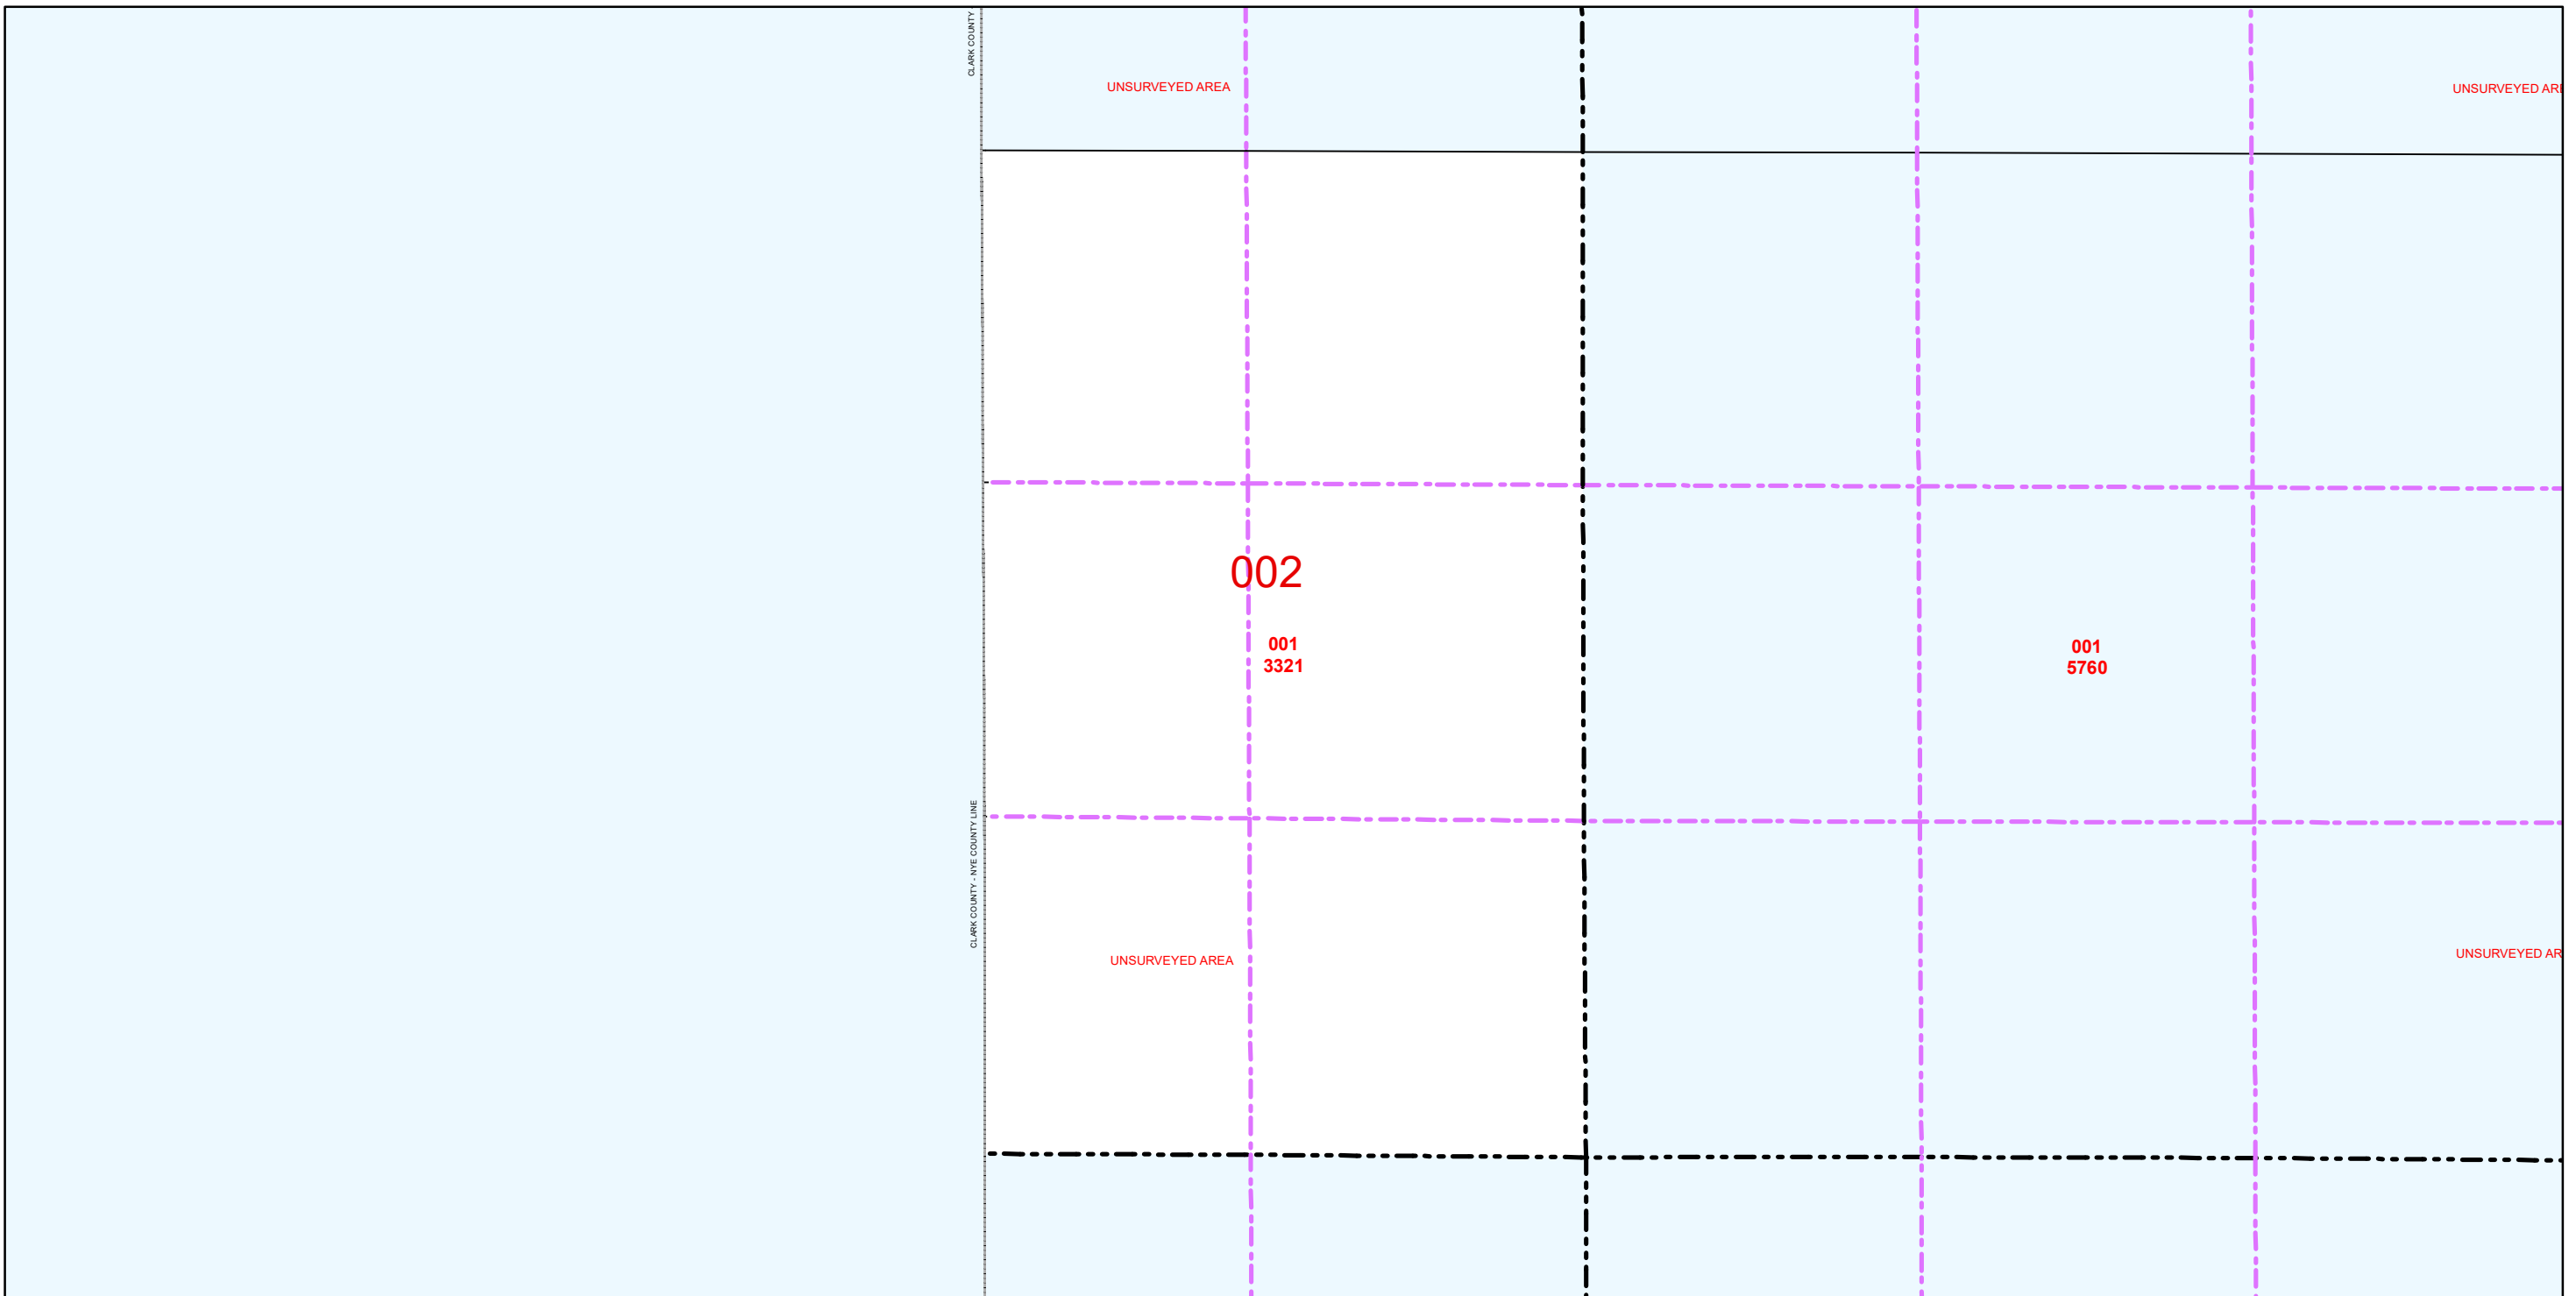 CLARK COUNTY -
UNSURVEYED AREA
UNSURVEYED ARE
002
001
3321
001
5760
CLARK COUNTY - NYE COUNTY LINE
UNSURVEYED AREA
UNSURVEYED AR